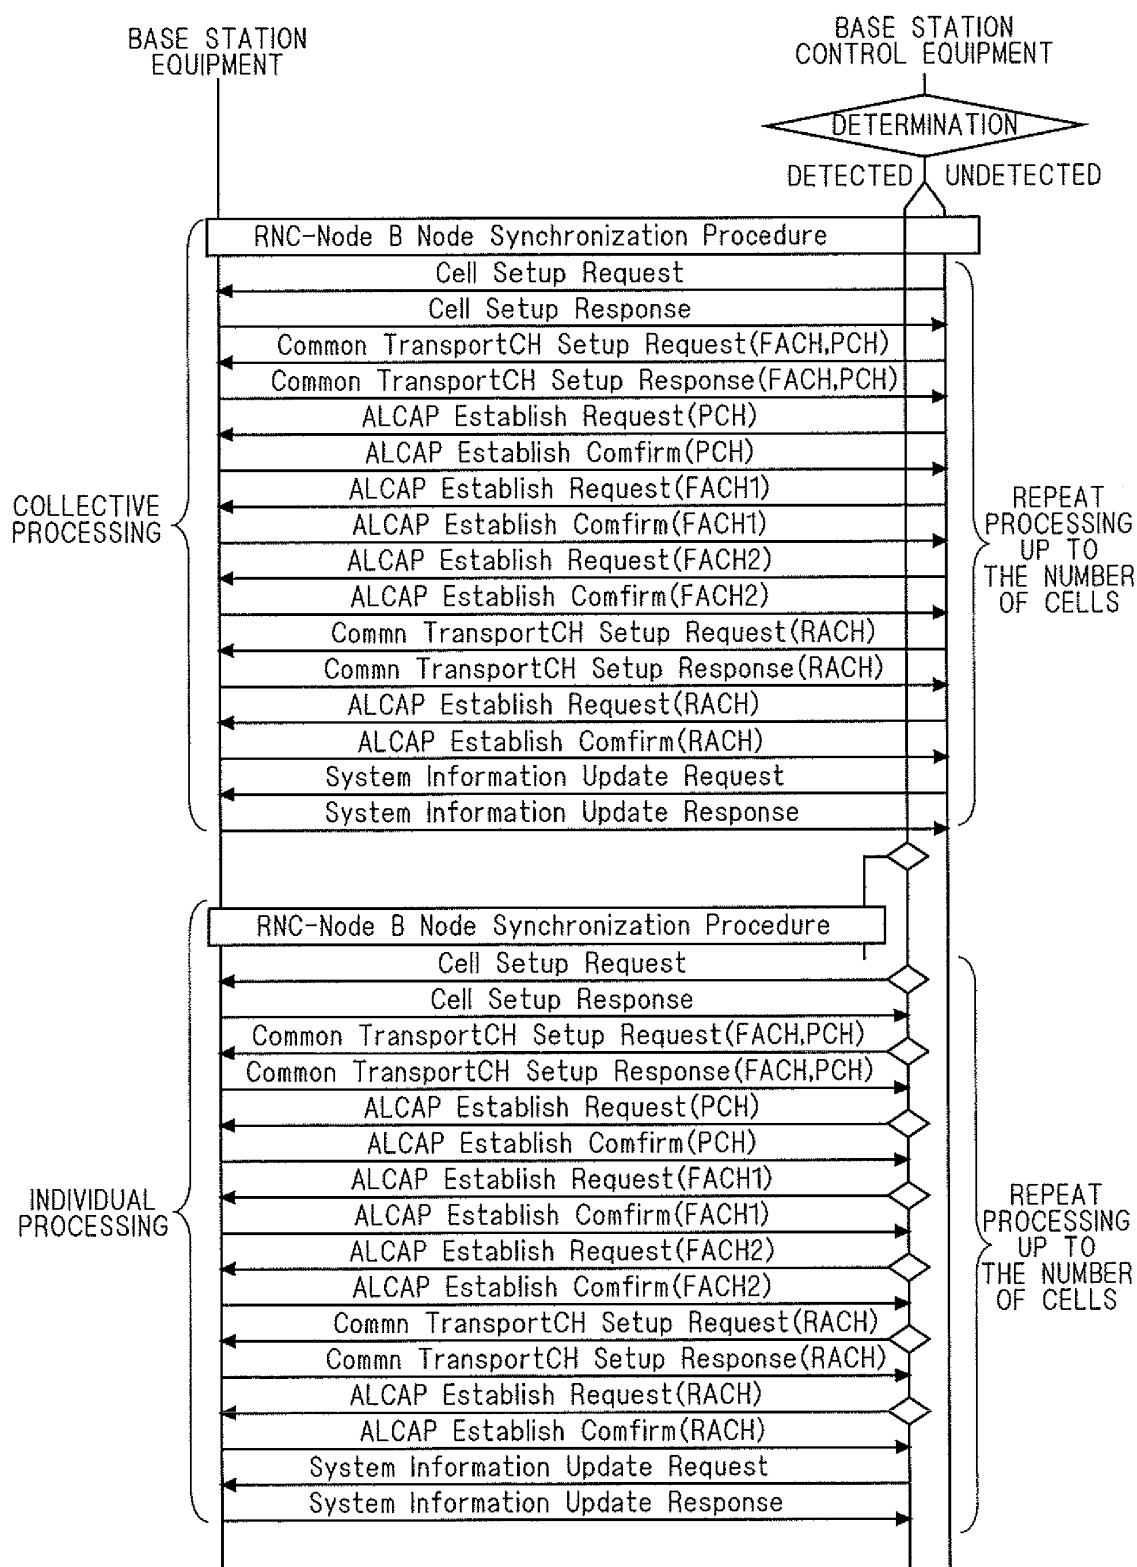 BASE STATION
EQUIPMENT
BASE STATION
CONTROL EQUIPMENT
DETERMINATION
DETECTED
UNDETECTED
RNC-Node B Node Synchronization Procedure
Cell Setup Request
Cell Setup Response
Common TransportCH Setup Request(FACH,PCH)
Common TransportCH Setup Response(FACH,PCH)
ALCAP Establish Request(PCH)
ALCAP Establish Comfirm(PCH)
ALCAP Establish Request(FACH1)
ALCAP Establish Comfirm(FACH1)
ALCAP Establish Request(FACH2)
ALCAP Establish Comfirm(FACH2)
Commn TransportCH Setup Request(RACH)
Commn TransportCH Setup Response(RACH)
ALCAP Establish Request(RACH)
ALCAP Establish Comfirm(RACH)
System Information Update Request
System Information Update Response
COLLECTIVE
PROCESSING
REPEAT
PROCESSING
UP TO
THE NUMBER
OF CELLS
RNC-Node B Node Synchronization Procedure
Cell Setup Request
Cell Setup Response
Common TransportCH Setup Request(FACH,PCH)
Common TransportCH Setup Response(FACH,PCH)
ALCAP Establish Request(PCH)
ALCAP Establish Comfirm(PCH)
ALCAP Establish Request(FACH1)
ALCAP Establish Comfirm(FACH1)
ALCAP Establish Request(FACH2)
ALCAP Establish Comfirm(FACH2)
Commn TransportCH Setup Request(RACH)
Commn TransportCH Setup Response(RACH)
ALCAP Establish Request(RACH)
ALCAP Establish Comfirm(RACH)
System Information Update Request
System Information Update Response
INDIVIDUAL
PROCESSING
REPEAT
PROCESSING
UP TO
THE NUMBER
OF CELLS